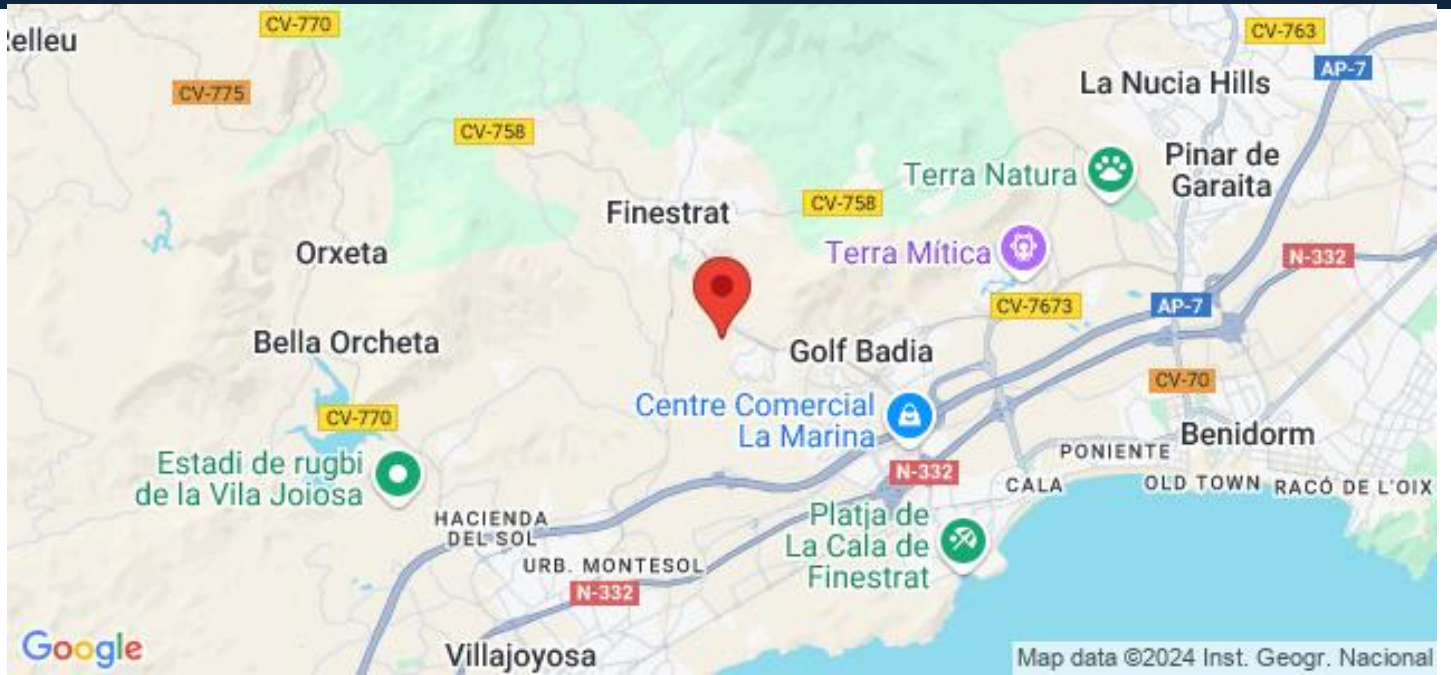 CV-770
CV-763
elleu
AP-7
La Nucia Hills
CV-775
CV-758
Pinar de
Garaita
Terra Natura
CV-758
Finestrat
Orxeta
Terra Mítica
N-332
CV-7673
AP-7
Bella Orcheta
Golf Badia
CV-70
Centre Comercial
La Marina
CV-770
Benidorm
PONIENTE
Estadi de rugbi
de la Vila Joiosa
N-332
CALA
OLD TOWN
RACÓ DE L'OIX
HACIENDA
DEL SOL
Platja de
La Cala de
Finestrat
URB. MONTESOL
N-332
Google
Villajoyosa
Map data ©2024 Inst. Geogr. Nacional